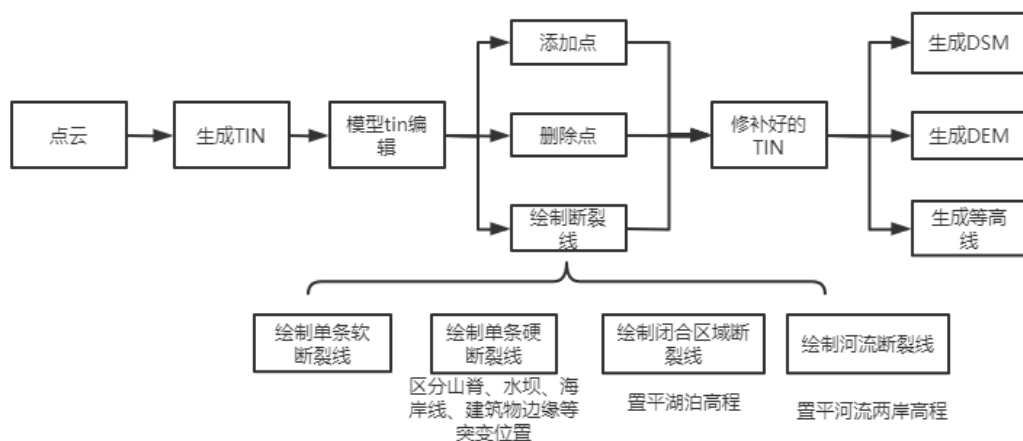 点云
生成TIN
模型tin编
辑
添加点
删除点
绘制断裂
线
修补好的
TIN
生成DSM
生成DEM
生成等高
线
绘制单条软
断裂线
绘制单条硬
断裂线
区分山脊、水坝、海
岸线、建筑物边缘等
突变位置
绘制闭合区域断
裂线
置平湖泊高程
绘制河流断裂线
置平河流两岸高程